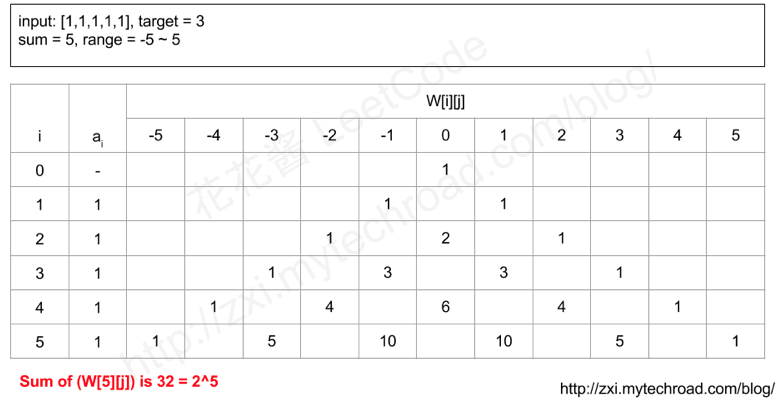 input: [1,1,1,1,1], target = 3
sum = 5, range = -5 ~ 5
W[i][j]
i ai -5 -4 -3 -2 -1 0 1 2 3 4 5
0 - 1
1 1 1 1
2 1 1 2 1
3 1 1 3 3 1
4 1 1 4 6 4 1
5 1 1 5 10 10 5 1
Sum of (W[5][j]) is 32 = 2^5
http://zxi.mytechroad.com/blog/
花花酱 LeetCode
http://zxi.mytechroad.com/blog/